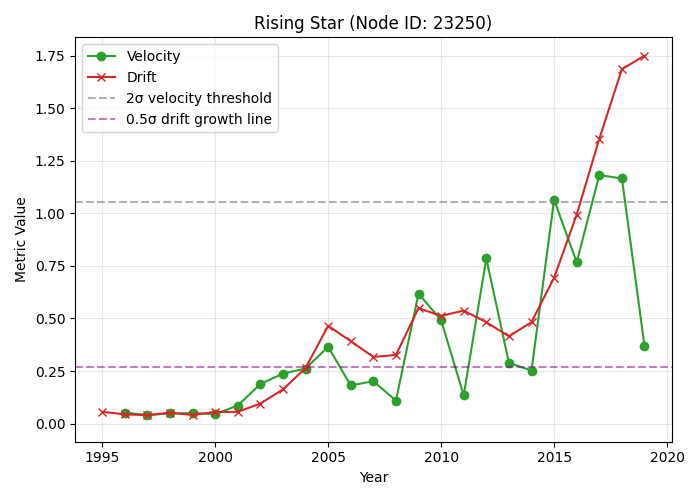 Rising Star (Node ID: 23250)
Velocity
Drift
2σ velocity threshold
0.5σ drift growth line
Metric Value
1.75
1.50
1.25
1.00
0.75
0.50
0.25
0.00
1995 2000 2005 2010 2015 2020
Year